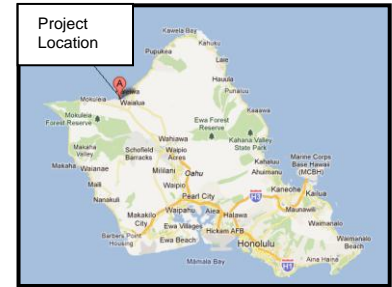 Project
Location
Kawela Bay
Kahuku
Pupukea
Laie
A
Hauula
Punaluu
Mokuleia
Waialua
Kaaawa
Mokuleia
Forest Reserve
Ewa Forest
Reserve
Kahana Valley
State Park
Wahiawa
Makaha
Valley
Schofield
Barracks
Waipio
Acres
Marine Corps
Base Hawaii
(MCBH)
Makaha
Waianae
Oahu
Kahaluu
Ahuimanu
Mililani
Kaneohe
Kailua
Maili
Waipio
Nanakuli
Pearl City
H3
Maunawili
Waipahu
Aiea
Halawa
Waimanalo
Makakilo
City
Ewa Villages
Hickam AFB
Waimanalo
Beach
Barbers Point
Housing
Ewa Beach
Honolulu
Māmala Bay
H1
Aina Haina